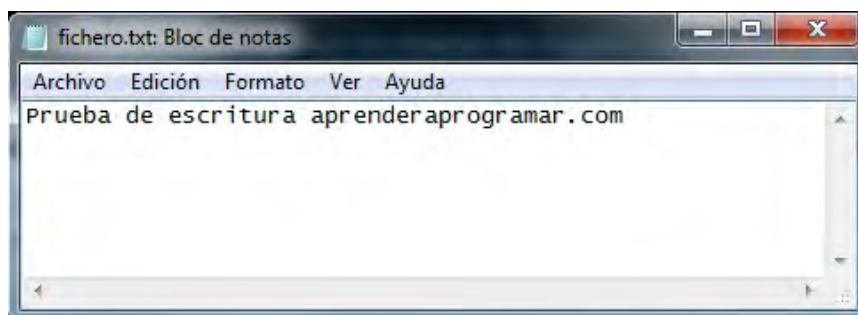 fichero.txt: Bloc de notas
Archivo Edición Formato Ver Ayuda
Prueba de escritura aprenderaprogramar.com